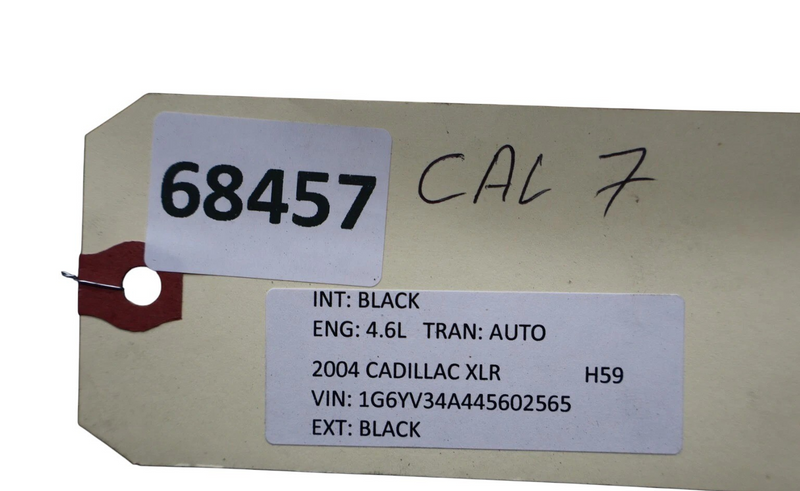 68457
CAL 7
INT: BLACK
ENG: 4.6L TRAN: AUTO
2004 CADILLAC XLR H59
VIN: 1G6YV34A445602565
EXT: BLACK